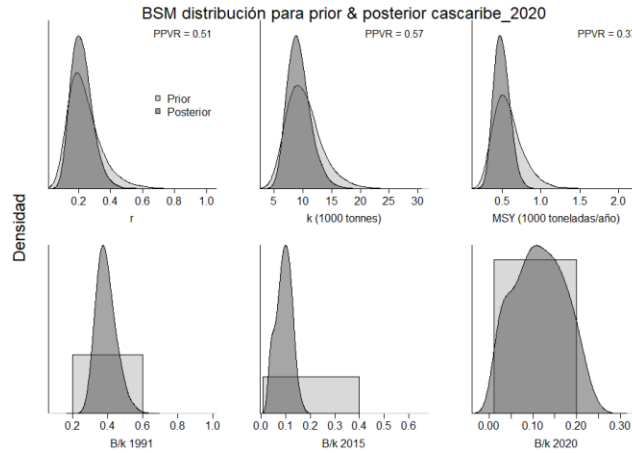 BSM distribución para prior & posterior cascaribe_2020
PPVR = 0.51
PPVR = 0.57
PPVR = 0.37
Prior
Posterior
Densidad
0.2 0.4 0.6 0.8 1.0
r
5 10 15 20 25 30
k (1000 tonnes)
0.5 1.0 1.5 2.0
MSY (1000 toneladas/año)
0.2 0.4 0.6 0.8 1.0
B/k 1991
0.0 0.1 0.2 0.4 0.6
B/k 2015
-0.00 0.10 0.20 0.30
B/k 2020